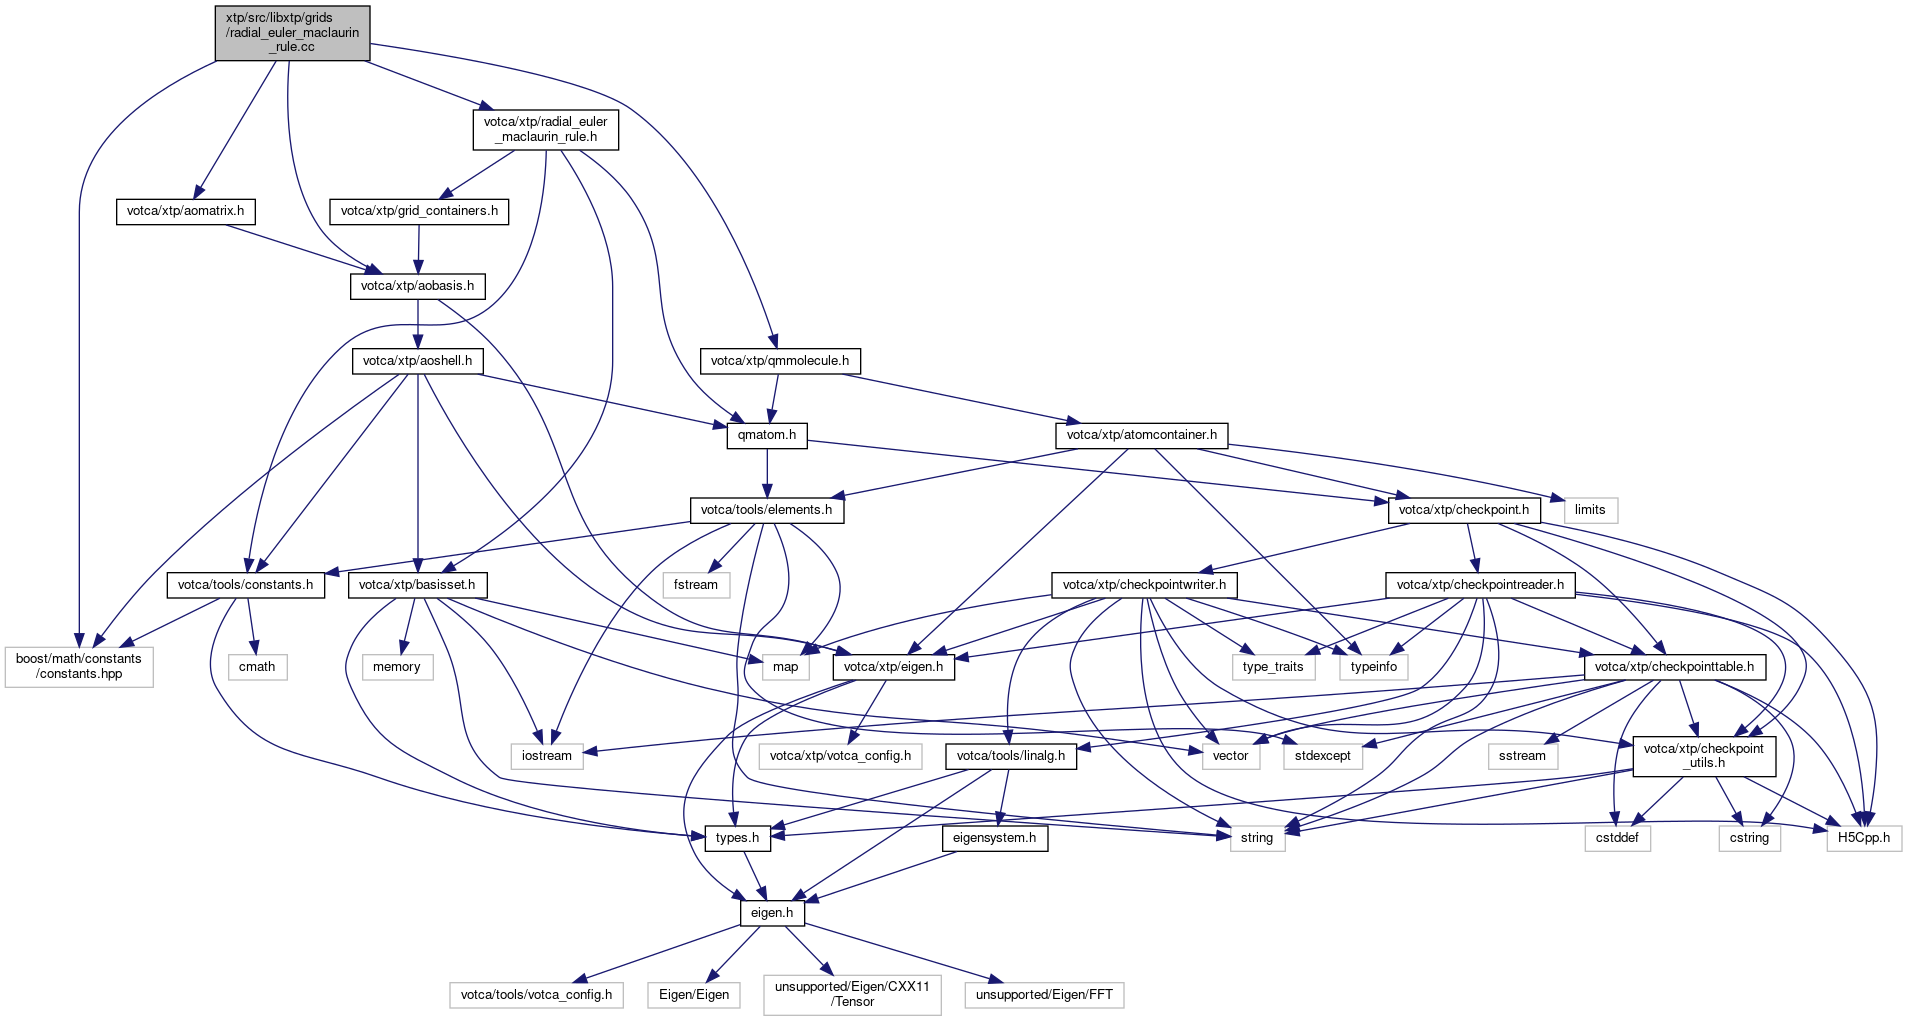 xtp/src/libxtp/grids
/radial_euler_maclaurin
_rule.cc
votca/xtp/radial_euler
_maclaurin_rule.h
votca/xtp/aomatrix.h
votca/xtp/grid_containers.h
votca/xtp/aobasis.h
votca/xtp/aoshell.h
votca/xtp/qmmolecule.h
qmatom.h
votca/xtp/atomcontainer.h
votca/tools/elements.h
votca/xtp/checkpoint.h
limits
votca/tools/constants.h
votca/xtp/basisset.h
fstream
votca/xtp/checkpointwriter.h
votca/xtp/checkpointreader.h
boost/math/constants
/constants.hpp
cmath
memory
map
votca/xtp/eigen.h
type_traits
typeinfo
votca/xtp/checkpointtable.h
iostream
votca/xtp/votca_config.h
votca/tools/linalg.h
vector
stdexcept
sstream
votca/xtp/checkpoint
_utils.h
types.h
eigensystem.h
string
cstddef
cstring
H5Cpp.h
eigen.h
votca/tools/votca_config.h
Eigen/Eigen
unsupported/Eigen/CXX11
/Tensor
unsupported/Eigen/FFT